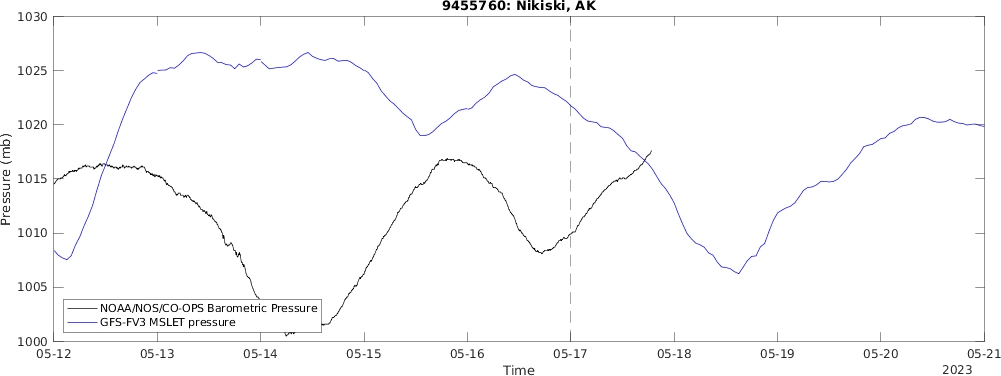 9455760: Nikiski, AK
Pressure (mb)
1030
1025
1020
1015
1010
1005
1000
NOAA/NOS/CO-OPS Barometric Pressure
GFS-FV3 MSLET pressure
05-12 05-13 05-14 05-15 05-16 05-17 05-18 05-19 05-20 05-21
Time
2023